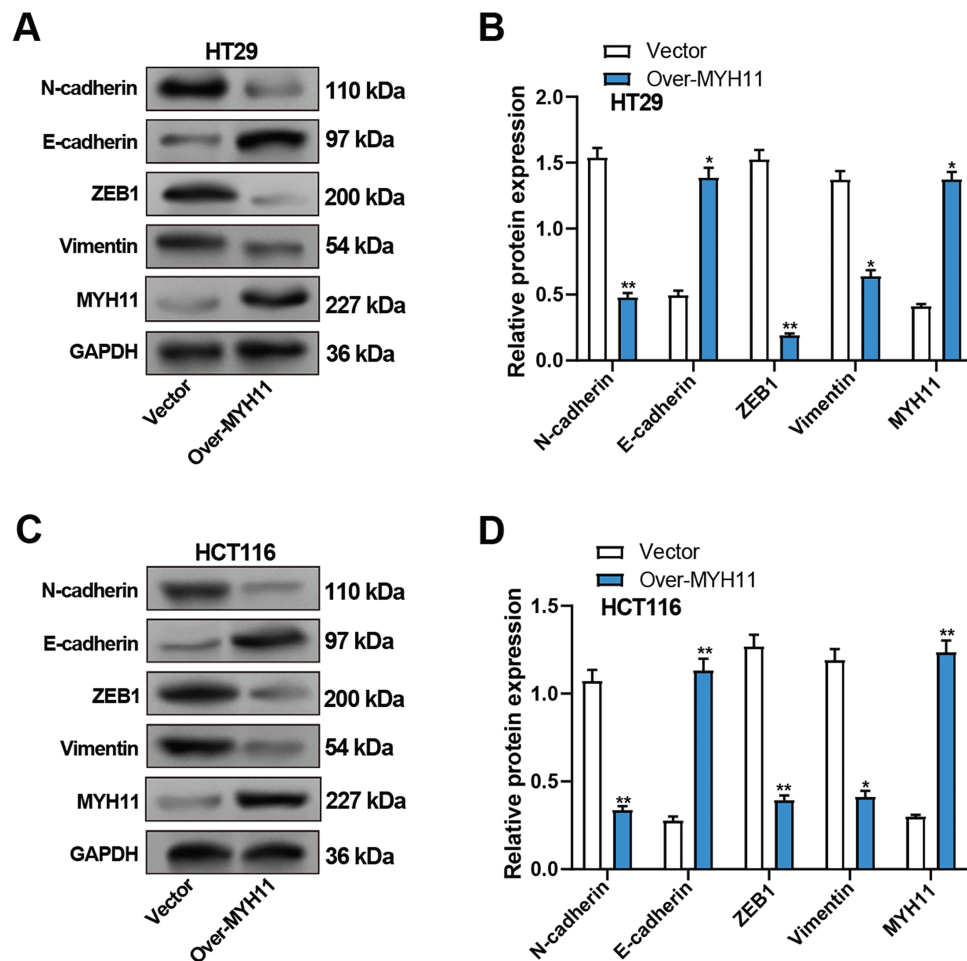 A
HT29
N-cadherin 110 kDa
E-cadherin 97 kDa
ZEB1 200 kDa
Vimentin 54 kDa
MYH11 227 kDa
GAPDH 36 kDa
Vector Over-MYH11
B
Vector
Over-MYH11
HT29
Relative protein expression
2.0
1.5
1.0
0.5
0.0
** * ** * *
N-cadherin E-cadherin ZEB1 Vimentin MYH11
C
HCT116
N-cadherin 110 kDa
E-cadherin 97 kDa
ZEB1 200 kDa
Vimentin 54 kDa
MYH11 227 kDa
GAPDH 36 kDa
Vector Over-MYH11
D
Vector
Over-MYH11
HCT116
Relative protein expression
1.5
1.0
0.5
0.0
** ** ** * **
N-cadherin E-cadherin ZEB1 Vimentin MYH11